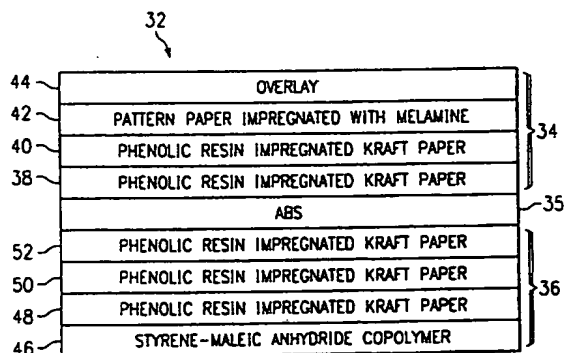 32
44 OVERLAY
42 PATTERN PAPER IMPREGNATED WITH MELAMINE
34
40 PHENOLIC RESIN IMPREGNATED KRAFT PAPER
38 PHENOLIC RESIN IMPREGNATED KRAFT PAPER
ABS 35
52 PHENOLIC RESIN IMPREGNATED KRAFT PAPER
50 PHENOLIC RESIN IMPREGNATED KRAFT PAPER
36
48 PHENOLIC RESIN IMPREGNATED KRAFT PAPER
46 STYRENE-MALEIC ANHYDRIDE COPOLYMER